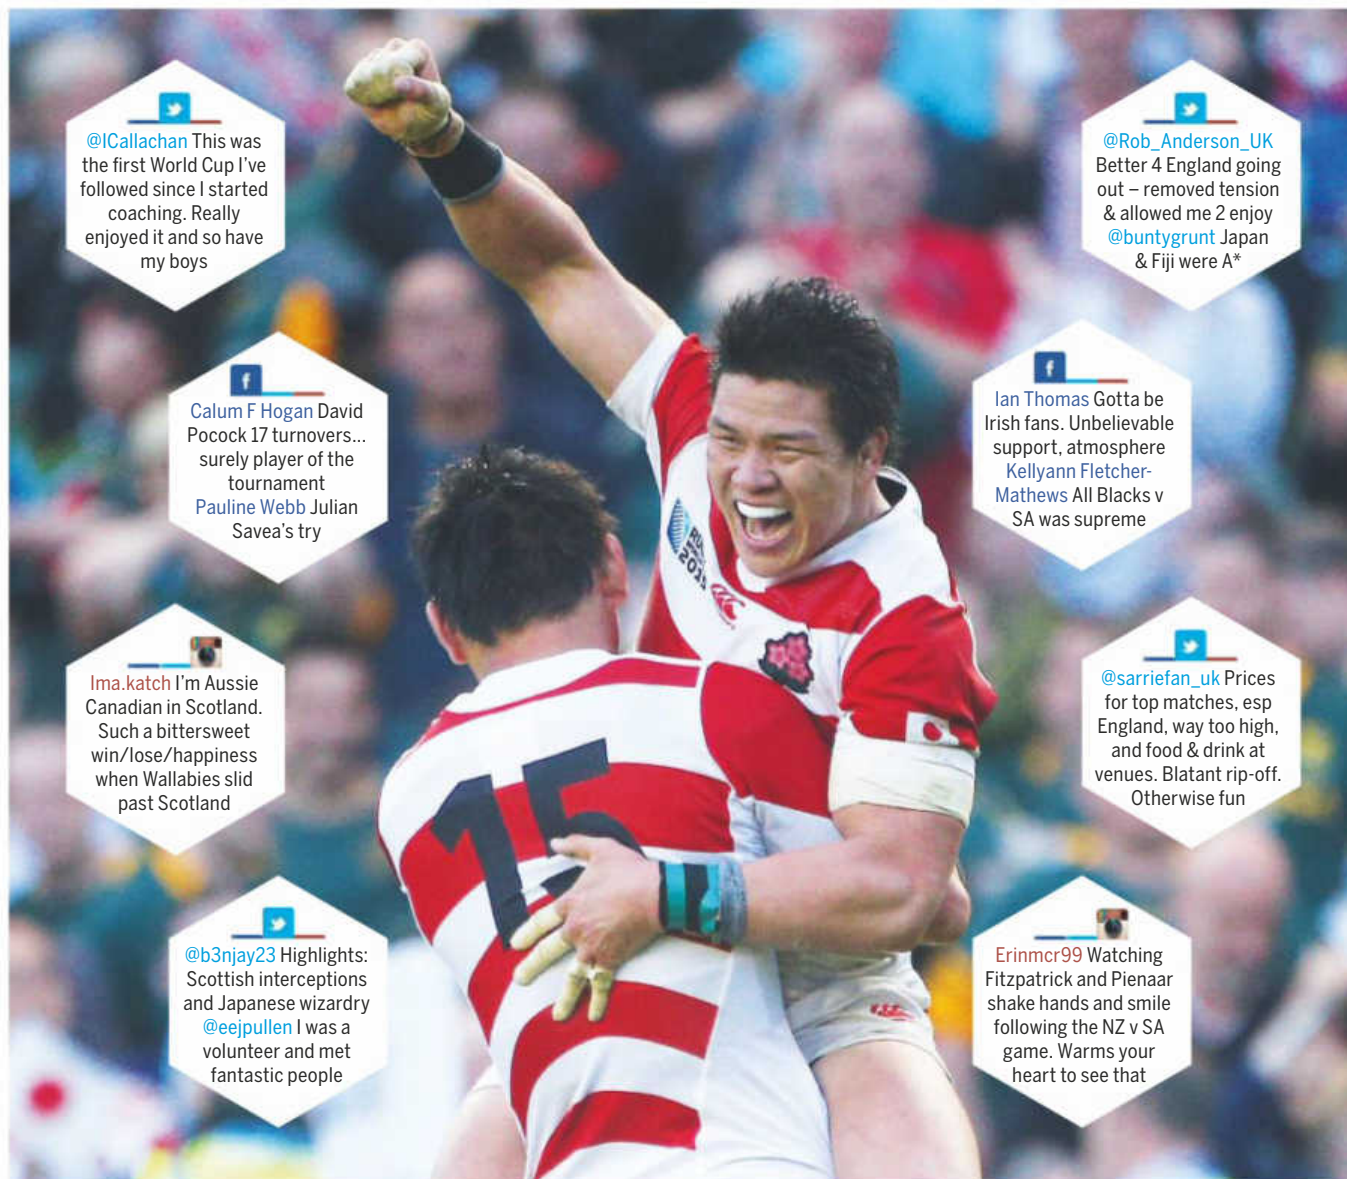 @ICallachan This was
the first World Cup I've
followed since I started
coaching. Really
enjoyed it and so have
my boys
@Rob_Anderson_UK
Better 4 England going
out – removed tension
& allowed me 2 enjoy
@buntygrunt Japan
& Fiji were A*
f
Calum F Hogan David
Pocock 17 turnovers...
surely player of the
tournament
Pauline Webb Julian
Savea's try
f
Ian Thomas Gotta be
Irish fans. Unbelievable
support, atmosphere
Kellyann Fletcher-
Mathews All Blacks v
SA was supreme
Ima.katch I'm Aussie
Canadian in Scotland.
Such a bittersweet
win/lose/happiness
when Wallabies slid
past Scotland
@sarriefan_uk Prices
for top matches, esp
England, way too high,
and food & drink at
venues. Blatant rip-off.
Otherwise fun
@b3njay23 Highlights:
Scottish interceptions
and Japanese wizardry
@eejpullen I was a
volunteer and met
fantastic people
Erinmcr99 Watching
Fitzpatrick and Pienaar
shake hands and smile
following the NZ v SA
game. Warms your
heart to see that
15
2015